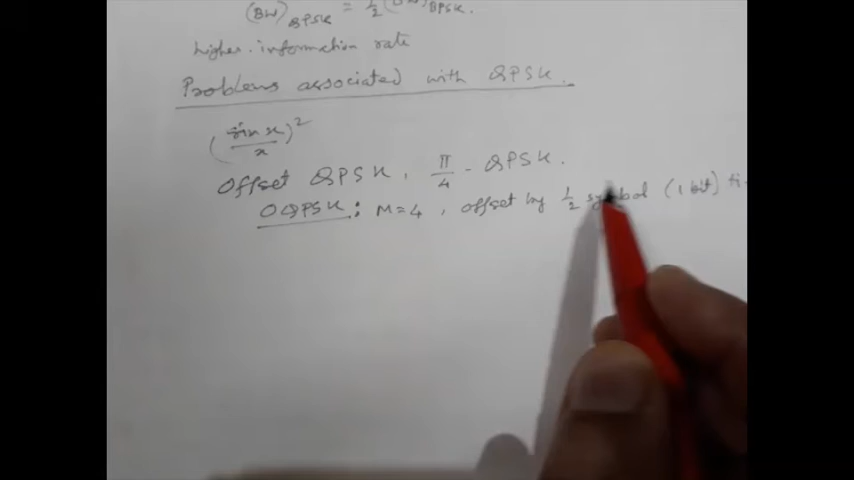 (BW)QPSK = 1/2 (BW)BPSK.
higher information rate
Problems associated with QPSK.
(sin x / x)^2
Offset QPSK, π/4 - QPSK.
OQPSK: M=4, offset by 1/2 symbol (1 bit) ti